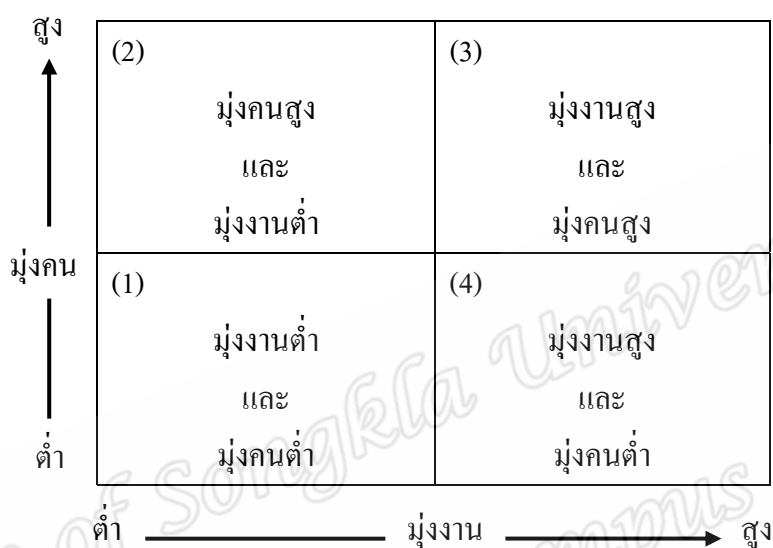 สูง
(2)
มุ่งคนสูง
และ
มุ่งงานต่ำ
(3)
มุ่งงานสูง
และ
มุ่งคนสูง
มุ่งคน
(1)
มุ่งงานต่ำ
และ
มุ่งคนต่ำ
(4)
มุ่งงานสูง
และ
มุ่งคนต่ำ
ต่ำ
ต่ำ มุ่งงาน สูง
of Songkla Univer
mpus